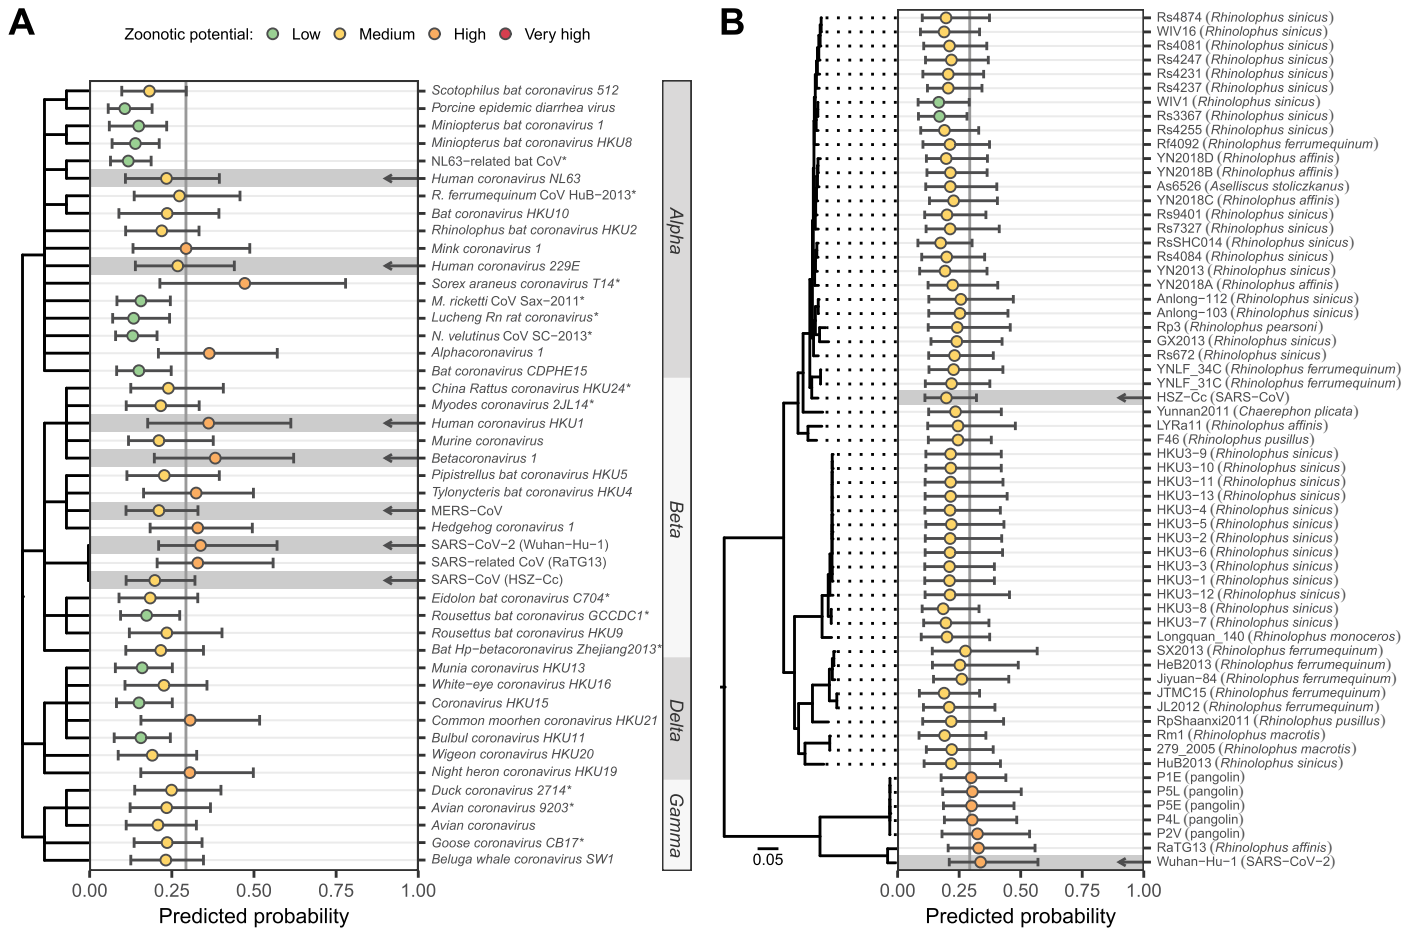 A
Zoonotic potential: Low Medium High Very high
Scotophilus bat coronavirus 512
Porcine epidemic diarrhea virus
Miniopterus bat coronavirus 1
Miniopterus bat coronavirus HKU8
NL63−related bat CoV*
Human coronavirus NL63
R. ferrumequinum CoV HuB−2013*
Bat coronavirus HKU10
Rhinolophus bat coronavirus HKU2
Mink coronavirus 1
Human coronavirus 229E
Sorex araneus coronavirus T14*
M. ricketti CoV Sax−2011*
Lucheng Rn rat coronavirus*
N. velutinus CoV SC−2013*
Alphacoronavirus 1
Bat coronavirus CDPHE15
China Rattus coronavirus HKU24*
Myodes coronavirus 2JL14*
Human coronavirus HKU1
Murine coronavirus
Betacoronavirus 1
Pipistrellus bat coronavirus HKU5
Tylonycteris bat coronavirus HKU4
MERS−CoV
Hedgehog coronavirus 1
SARS−CoV−2 (Wuhan−Hu−1)
SARS−related CoV (RaTG13)
SARS−CoV (HSZ−Cc)
Eidolon bat coronavirus C704*
Rousettus bat coronavirus GCCDC1*
Rousettus bat coronavirus HKU9
Bat Hp−betacoronavirus Zhejiang2013*
Munia coronavirus HKU13
White−eye coronavirus HKU16
Coronavirus HKU15
Common moorhen coronavirus HKU21
Bulbul coronavirus HKU11
Wigeon coronavirus HKU20
Night heron coronavirus HKU19
Duck coronavirus 2714*
Avian coronavirus 9203*
Avian coronavirus
Goose coronavirus CB17*
Beluga whale coronavirus SW1
Alpha
Beta
Delta
Gamma
0.00 0.25 0.50 0.75 1.00
Predicted probability
B
Rs4874 (Rhinolophus sinicus)
WIV16 (Rhinolophus sinicus)
Rs4081 (Rhinolophus sinicus)
Rs4247 (Rhinolophus sinicus)
Rs4231 (Rhinolophus sinicus)
Rs4237 (Rhinolophus sinicus)
WIV1 (Rhinolophus sinicus)
Rs3367 (Rhinolophus sinicus)
Rs4255 (Rhinolophus sinicus)
Rf4092 (Rhinolophus ferrumequinum)
YN2018D (Rhinolophus affinis)
YN2018B (Rhinolophus affinis)
As6526 (Aselliscus stoliczkanus)
YN2018C (Rhinolophus affinis)
Rs9401 (Rhinolophus sinicus)
Rs7327 (Rhinolophus sinicus)
RsSHC014 (Rhinolophus sinicus)
Rs4084 (Rhinolophus sinicus)
YN2013 (Rhinolophus sinicus)
YN2018A (Rhinolophus affinis)
Anlong−112 (Rhinolophus sinicus)
Anlong−103 (Rhinolophus sinicus)
Rp3 (Rhinolophus pearsoni)
GX2013 (Rhinolophus sinicus)
Rs672 (Rhinolophus sinicus)
YNLF_34C (Rhinolophus ferrumequinum)
YNLF_31C (Rhinolophus ferrumequinum)
HSZ−Cc (SARS−CoV)
Yunnan2011 (Chaerephon plicata)
LYRa11 (Rhinolophus affinis)
F46 (Rhinolophus pusillus)
HKU3−9 (Rhinolophus sinicus)
HKU3−10 (Rhinolophus sinicus)
HKU3−11 (Rhinolophus sinicus)
HKU3−13 (Rhinolophus sinicus)
HKU3−4 (Rhinolophus sinicus)
HKU3−5 (Rhinolophus sinicus)
HKU3−2 (Rhinolophus sinicus)
HKU3−6 (Rhinolophus sinicus)
HKU3−3 (Rhinolophus sinicus)
HKU3−1 (Rhinolophus sinicus)
HKU3−12 (Rhinolophus sinicus)
HKU3−8 (Rhinolophus sinicus)
HKU3−7 (Rhinolophus sinicus)
Longquan_140 (Rhinolophus monoceros)
SX2013 (Rhinolophus ferrumequinum)
HeB2013 (Rhinolophus ferrumequinum)
Jiyuan−84 (Rhinolophus ferrumequinum)
JTMC15 (Rhinolophus ferrumequinum)
JL2012 (Rhinolophus ferrumequinum)
RpShaanxi2011 (Rhinolophus pusillus)
Rm1 (Rhinolophus macrotis)
279_2005 (Rhinolophus macrotis)
HuB2013 (Rhinolophus sinicus)
P1E (pangolin)
P5L (pangolin)
P5E (pangolin)
P4L (pangolin)
P2V (pangolin)
RaTG13 (Rhinolophus affinis)
Wuhan−Hu−1 (SARS−CoV−2)
0.05
0.00 0.25 0.50 0.75 1.00
Predicted probability